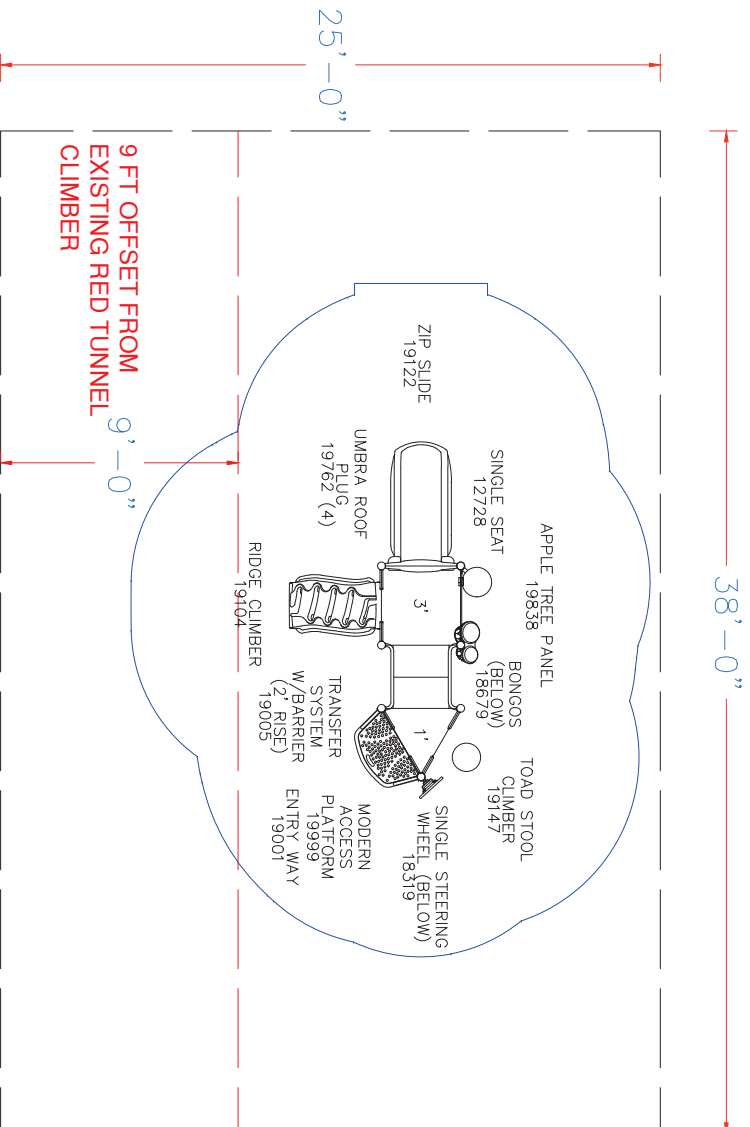 25'-0"
38'-0"
9 FT OFFSET FROM
EXISTING RED TUNNEL
CLIMBER
9'-0"
ZIP SLIDE
19122
UMBRA ROOF
PLUG
19762 (4)
SINGLE SEAT
12728
APPLE TREE PANEL
19838
BONGOS
(BELOW)
18679
TOAD STOOL
CLIMBER
19147
3'
1'
RIDGE CLIMBER
19104
TRANSFER
SYSTEM
W/BARRIER
(2' RISE)
19005
MODERN
ACCESS
PLATFORM
19999
ENTRY WAY
19001
SINGLE STEERING
WHEEL (BELOW)
18319